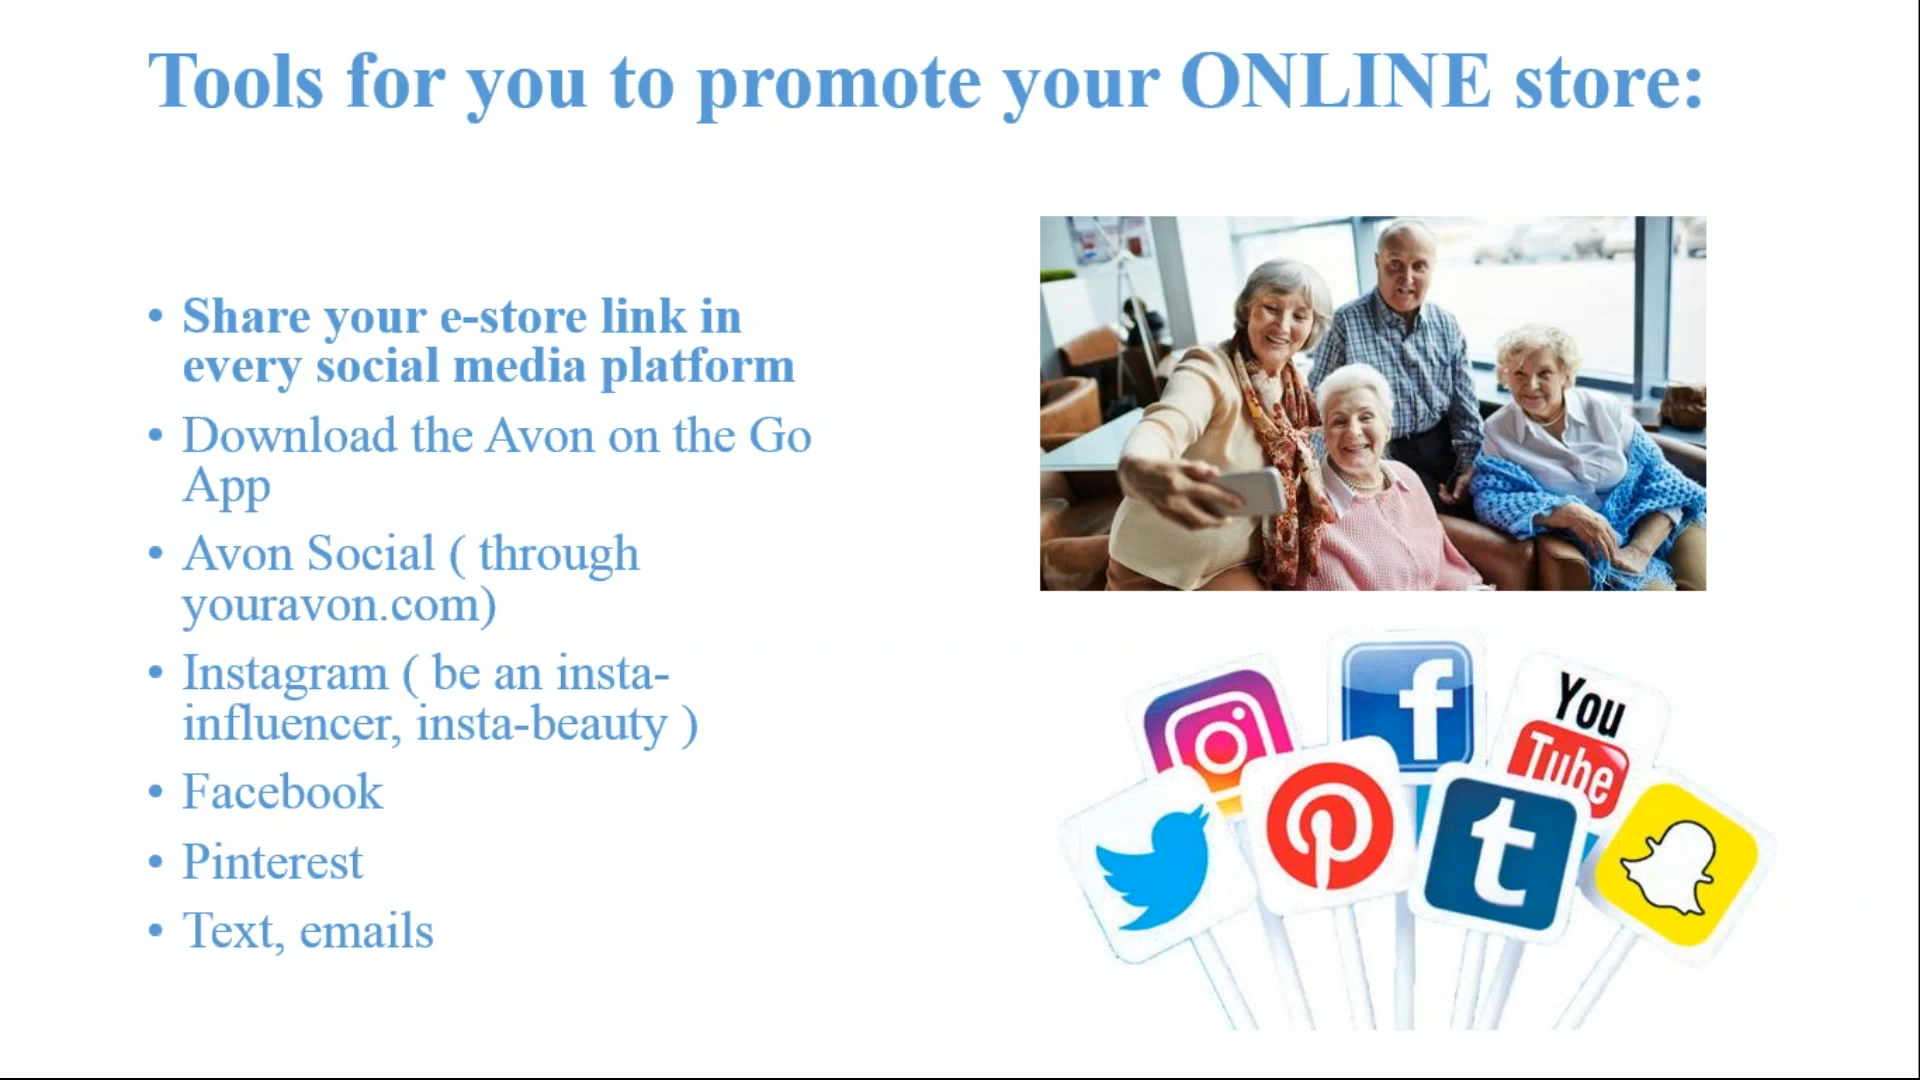 Tools for you to promote your ONLINE store:
• Share your e-store link in
every social media platform
• Download the Avon on the Go
App
• Avon Social ( through
youravon.com)
• Instagram ( be an insta-
influencer, insta-beauty )
• Facebook
• Pinterest
• Text, emails
f
You
Tube
t